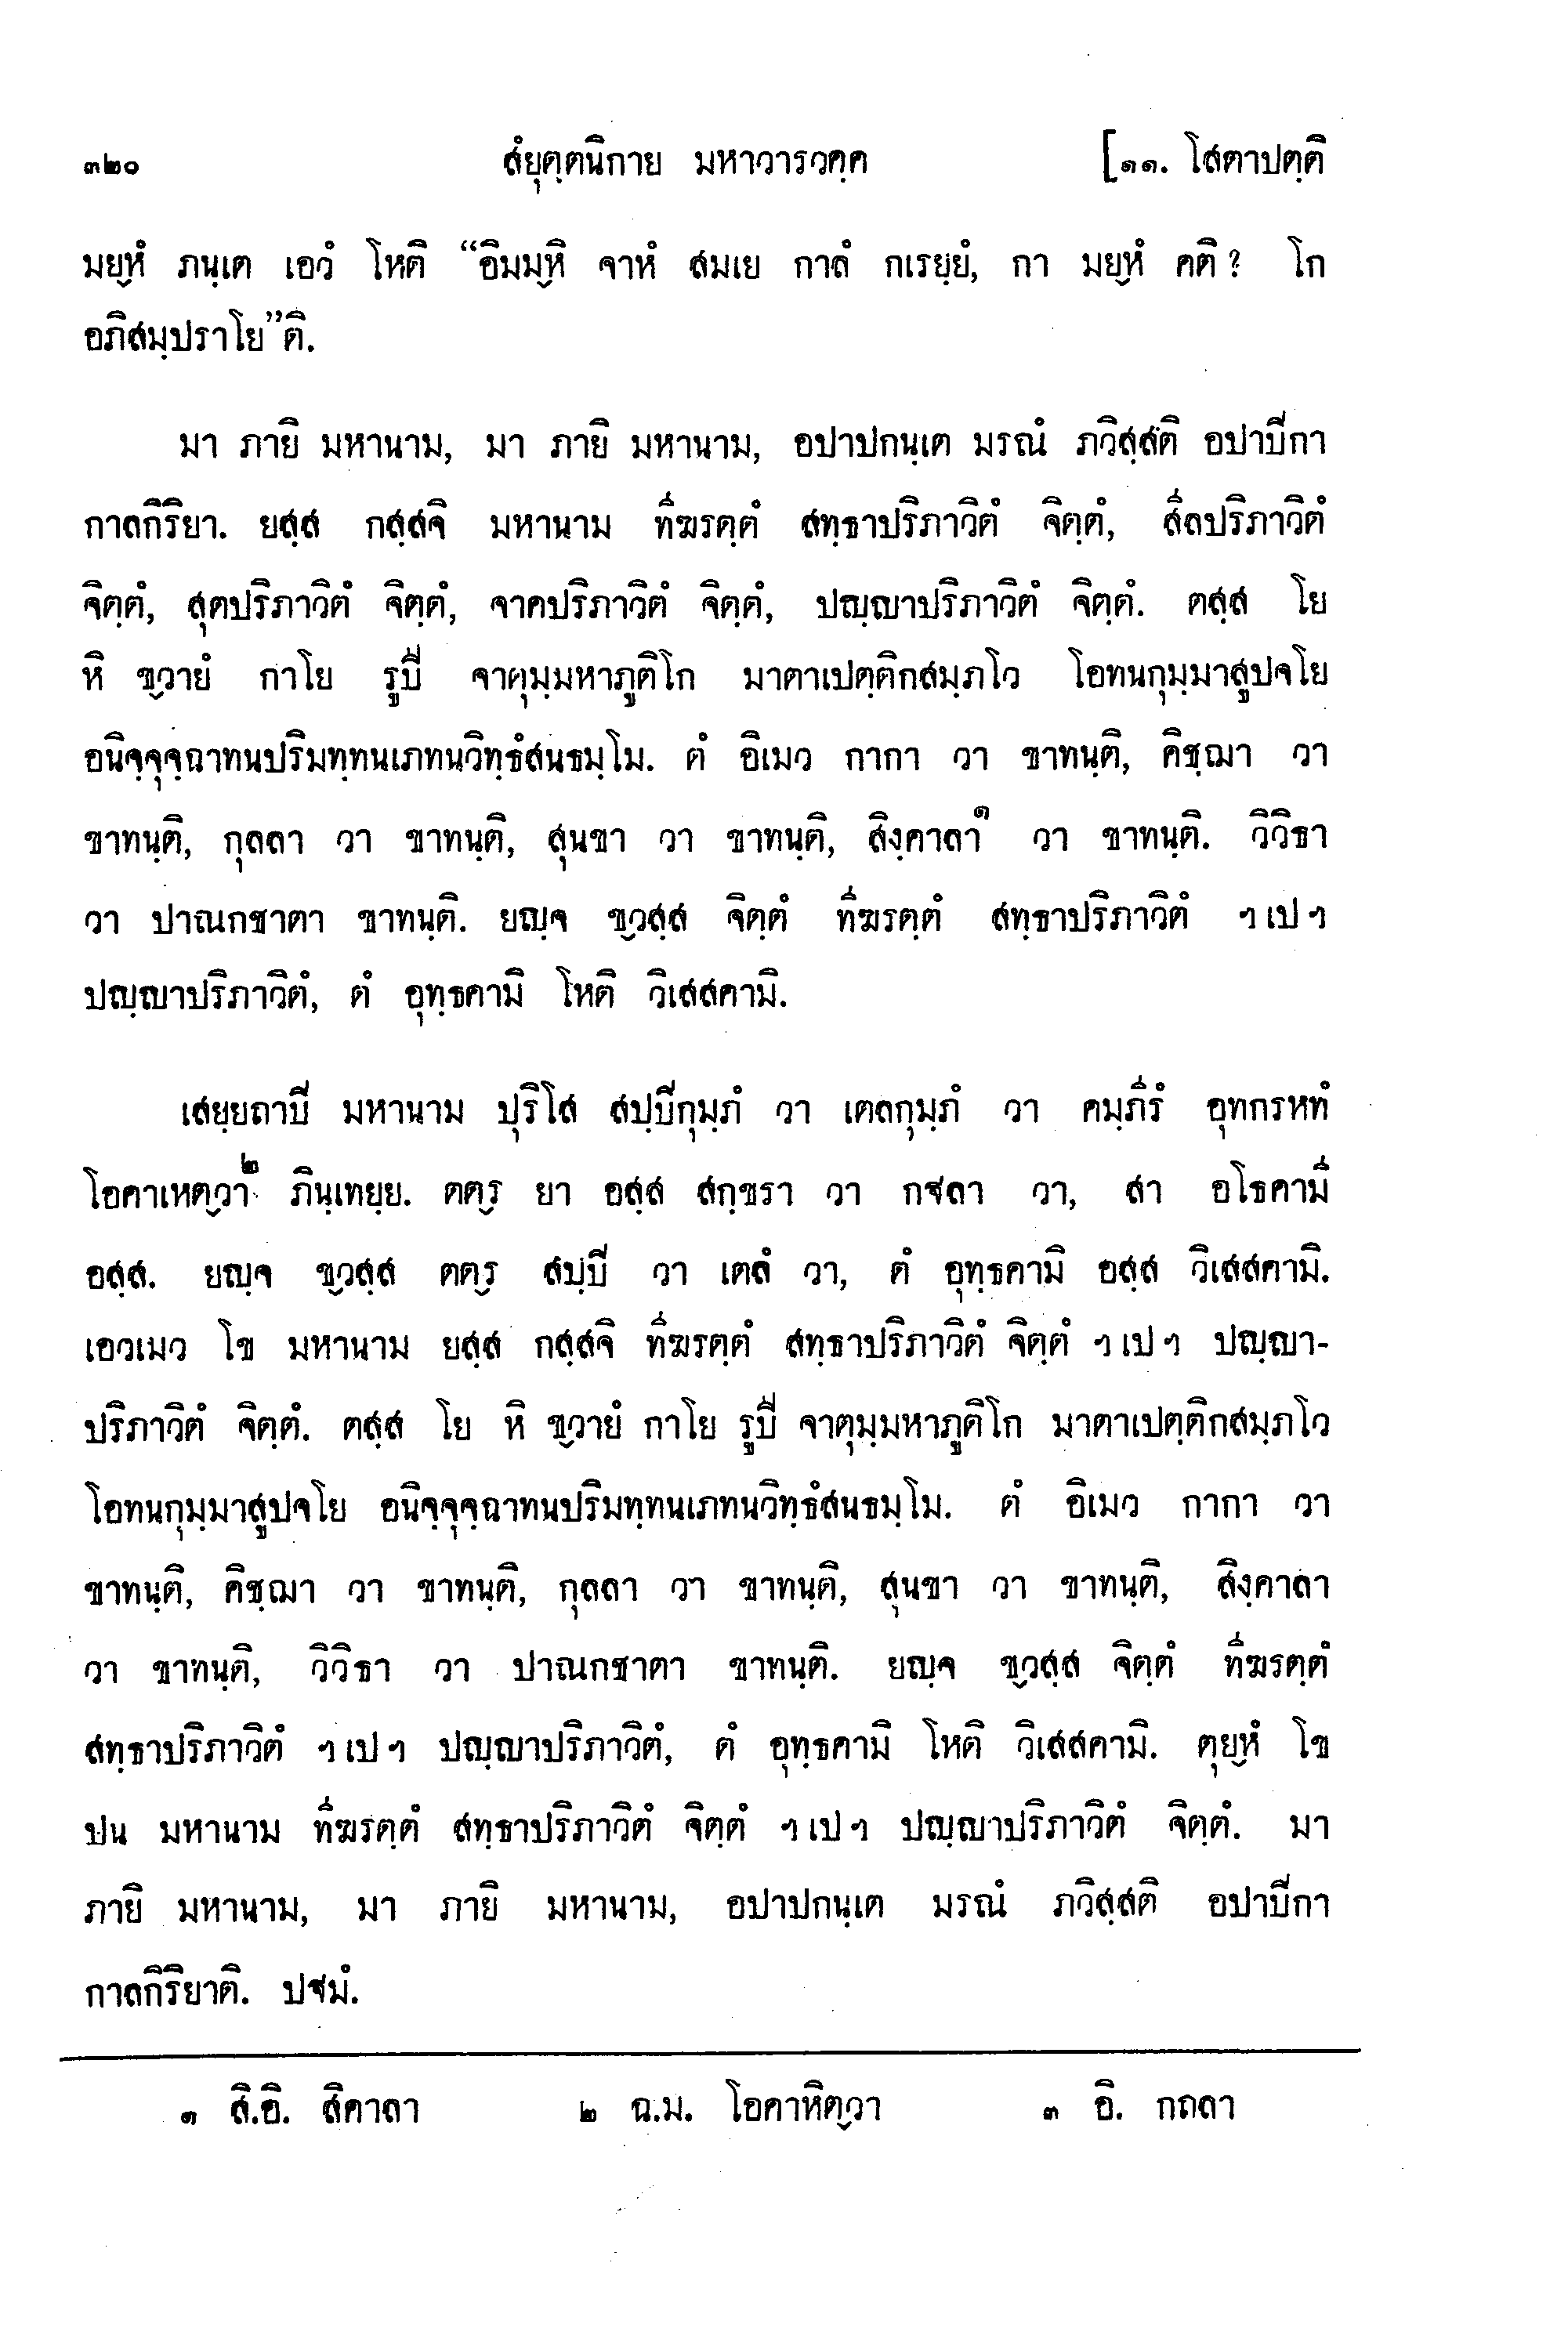 ๓๒๐ สํยุตฺตนิกาย มหาวารวคฺค [๑๑. โสตาปตฺติ
มยฺหํ ภนฺเต เอวํ โหติ “อิมมฺหิ จาหํ สมเย กาลํ กเรยฺยํ, กา มยฺหํ คติ? โก
อภิสมฺปราโย”ติ.
มา ภายิ มหานาม, มา ภายิ มหานาม, อปาปกนฺเต มรณํ ภวิสฺสติ อปาปิกา
กาลกิริยา. ยสฺส กสฺสจิ มหานาม ทีฆรตฺตํ สทฺธาปริภาวิตํ จิตฺตํ, สีลปริภาวิตํ
จิตฺตํ, สุตปริภาวิตํ จิตฺตํ, จาคปริภาวิตํ จิตฺตํ, ปญฺญาปริภาวิตํ จิตฺตํ. ตสฺส โย
หิ ขฺวายํ กาโย รูปี จาตุมฺมหาภูติโก มาตาเปตฺติกสมฺภโว โอทนกุมฺมาสูปจโย
อนิจฺจุจฺฉาทนปริมทฺทนเภทนวิทฺธํสนธมฺโม. ตํ อิเมว กากา วา ขาทนฺติ, คิชฺฌา วา
ขาทนฺติ, กุลลา วา ขาทนฺติ, สุนขา วา ขาทนฺติ, สิงฺคาลา๑ วา ขาทนฺติ. วิวิธา
วา ปาณกชาตา ขาทนฺติ. ยญฺจ ขฺวสฺส จิตฺตํ ทีฆรตฺตํ สทฺธาปริภาวิตํ ฯเปฯ
ปญฺญาปริภาวิตํ, ตํ อุทฺธคามิ โหติ วิเสสคามิ.
เสยฺยถาปิ มหานาม ปุริโส สปฺปิกุมฺภํ วา เตลกุมฺภํ วา คมฺภีรํ อุทกรหทํ
โอคาเหตฺวา๒ ภินฺเทยฺย. ตตฺร ยา อสฺส สกฺขรา วา กฐลา วา, สา อโธคามี
อสฺส. ยญฺจ ขฺวสฺส ตตฺร สปฺปิ วา เตลํ วา, ตํ อุทฺธคามิ อสฺส วิเสสคามิ.
เอวเมว โข มหานาม ยสฺส กสฺสจิ ทีฆรตฺตํ สทฺธาปริภาวิตํ จิตฺตํ ฯเปฯ ปญฺญา-
ปริภาวิตํ จิตฺตํ. ตสฺส โย หิ ขฺวายํ กาโย รูปี จาตุมฺมหาภูติโก มาตาเปตฺติกสมฺภโว
โอทนกุมฺมาสูปจโย อนิจฺจุจฺฉาทนปริมทฺทนเภทนวิทฺธํสนธมฺโม. ตํ อิเมว กากา วา
ขาทนฺติ, คิชฺฌา วา ขาทนฺติ, กุลลา วา ขาทนฺติ, สุนขา วา ขาทนฺติ, สิงฺคาลา
วา ขาทนฺติ, วิวิธา วา ปาณกชาตา ขาทนฺติ. ยญฺจ ขฺวสฺส จิตฺตํ ทีฆรตฺตํ
สทฺธาปริภาวิตํ ฯเปฯ ปญฺญาปริภาวิตํ, ตํ อุทฺธคามิ โหติ วิเสสคามิ. ตุยฺหํ โข
ปน มหานาม ทีฆรตฺตํ สทฺธาปริภาวิตํ จิตฺตํ ฯเปฯ ปญฺญาปริภาวิตํ จิตฺตํ. มา
ภายิ มหานาม, มา ภายิ มหานาม, อปาปกนฺเต มรณํ ภวิสฺสติ อปาปิกา
กาลกิริยาติ. ปฐมํ.
๑ สี.อิ. สิคาลา ๒ ฉ.ม. โอคาหิตฺวา ๓ อิ. กถลา